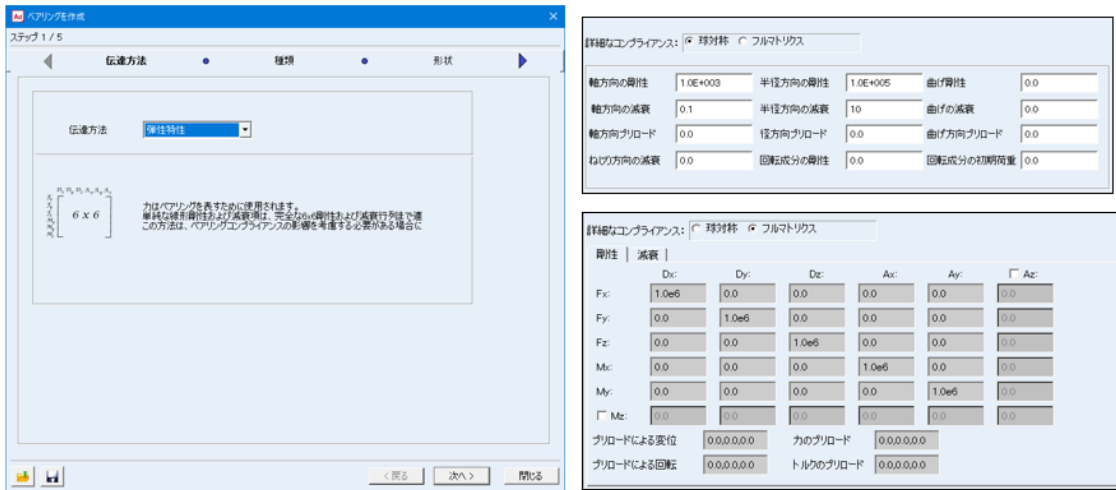 Ad ベアリングを作成
ステップ 1 / 5
伝達方法 種類 形状
伝達方法 弾性特性
6 x 6
力はベアリングを表すために使用されます。
単純な線形剛性および減衰項は、完全な6x6剛性および減衰行列まで適
この方法は、ベアリングコンプライアンスの影響を考慮する必要がある場合に
< 戻る 次へ > 閉じる
詳細なコンプライアンス: 球対称 フルマトリクス
軸方向の剛性 1.0E+003 半径方向の剛性 1.0E+005 曲げ剛性 0.0
軸方向の減衰 0.1 半径方向の減衰 10 曲げの減衰 0.0
軸方向プリロード 0.0 径方向プリロード 0.0 曲げ方向プリロード 0.0
ねじり方向の減衰 0.0 回転成分の剛性 0.0 回転成分の初期荷重 0.0
詳細なコンプライアンス: 球対称 フルマトリクス
剛性 減衰
Dx: Dy: Dz: Ax: Ay: Az:
Fx: 1.0e6 0.0 0.0 0.0 0.0 0.0
Fy: 0.0 1.0e6 0.0 0.0 0.0 0.0
Fz: 0.0 0.0 1.0e6 0.0 0.0 0.0
Mx: 0.0 0.0 0.0 1.0e6 0.0 0.0
My: 0.0 0.0 0.0 0.0 1.0e6 0.0
Mz: 0.0 0.0 0.0 0.0 0.0 0.0
プリロードによる変位 0.0,0.0,0.0 力のプリロード 0.0,0.0,0.0
プリロードによる回転 0.0,0.0,0.0 トルクのプリロード 0.0,0.0,0.0